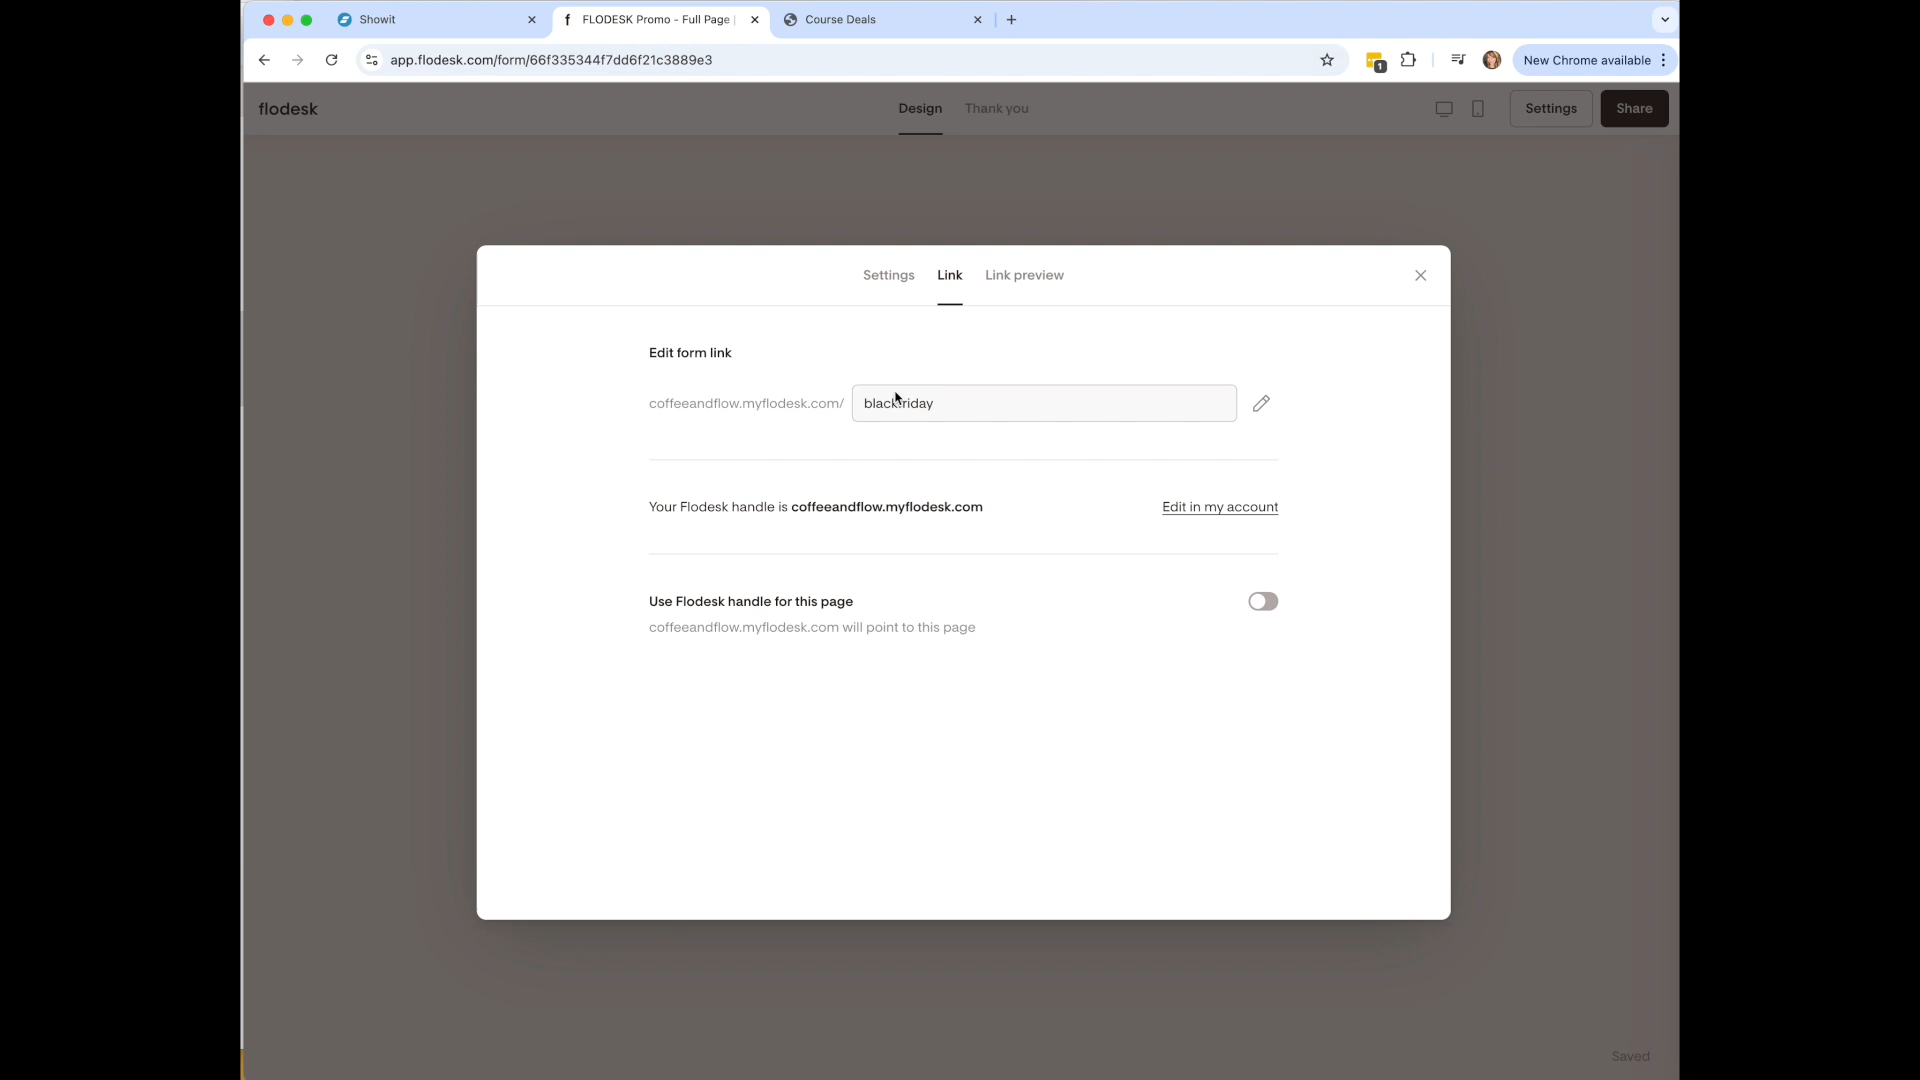 Showit
FLODESK Promo - Full Page
Course Deals
app.flodesk.com/form/66f335344f7dd6f21c3889e3
1
New Chrome available
flodesk
Design
Thank you
Settings
Share
Settings
Link
Link preview
Edit form link
coffeeandflow.myflodesk.com/
Your Flodesk handle is coffeeandflow.myflodesk.com
Edit in my account
Use Flodesk handle for this page
coffeeandflow.myflodesk.com will point to this page
Saved